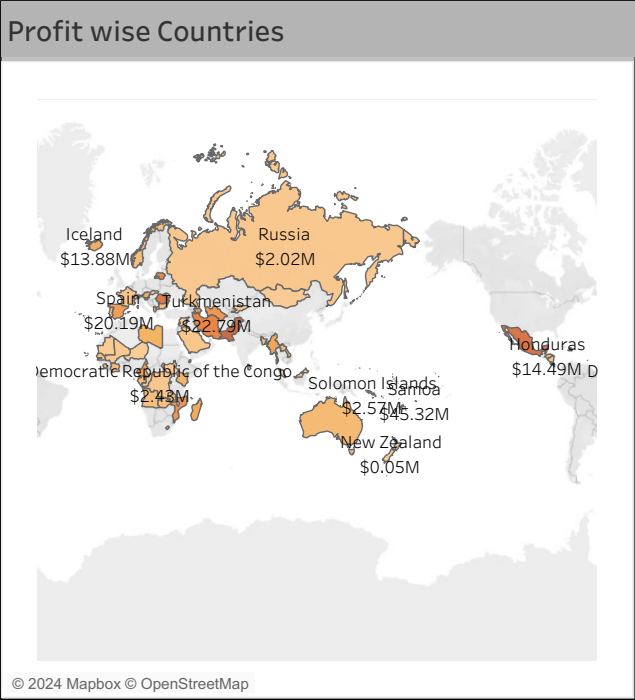 Profit wise Countries
Iceland
$13.88M
Russia
$2.02M
Spain
$20.19M
Turkmenistan
$22.79M
Honduras
$14.49M
D
Democratic Republic of the Congo
$2.43M
Solomon Islands
$2.57M
Samoa
$45.32M
New Zealand
$0.05M
© 2024 Mapbox © OpenStreetMap